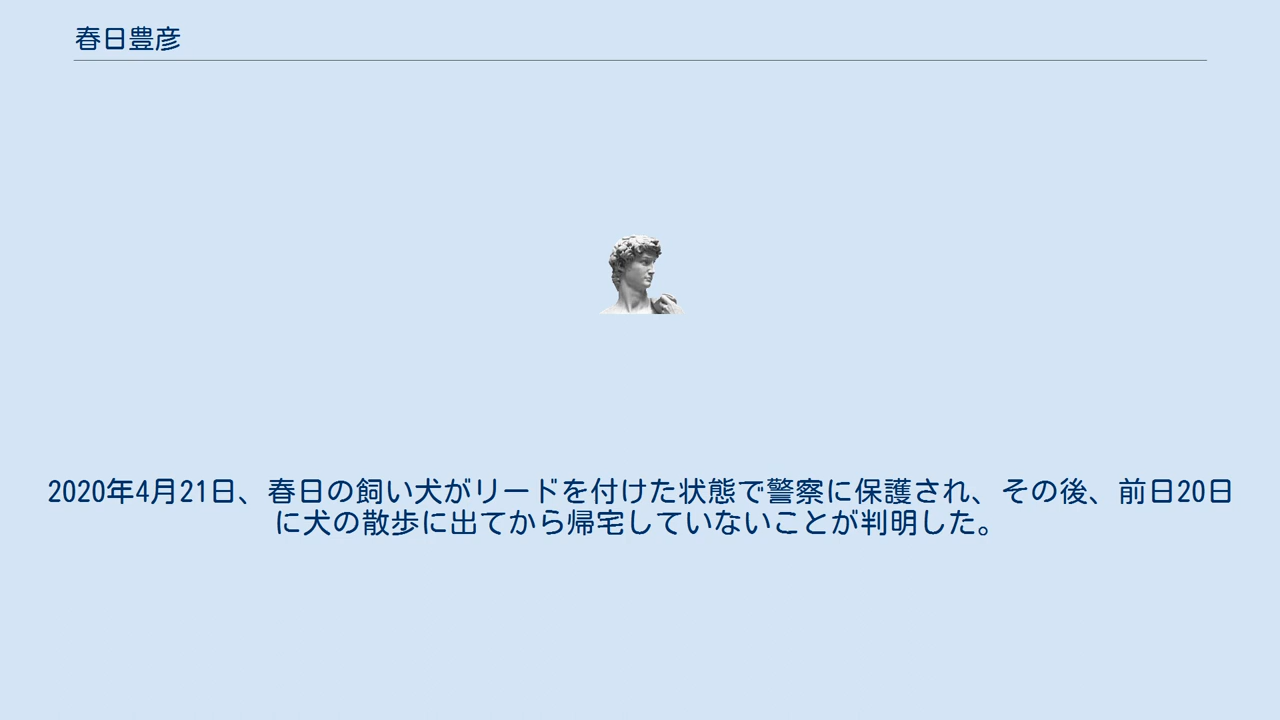 春日豊彦
2020年4月21日、春日の飼い犬がリードを付けた状態で警察に保護され、その後、前日20日
に犬の散歩に出てから帰宅していないことが判明した。